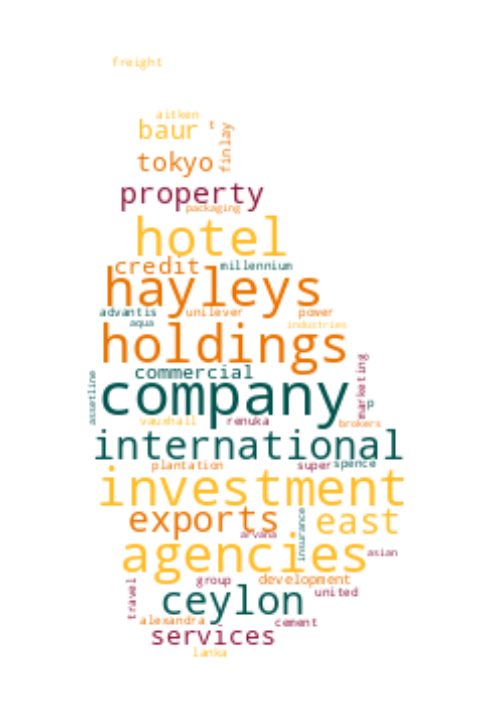 freight
aitken
baur t
finlay
tokyo
property
packaging
hotel
credit millennium
hayleys
advantis unilever power
aqua industries
holdings
commercial
marketing
assetline
company p
vauxhall renuka brokers
international
plantation super spence
investment
exports east
insurance
arvana
agencies asian
group development
travel
ceylon united
alexandra cement
services
lanka